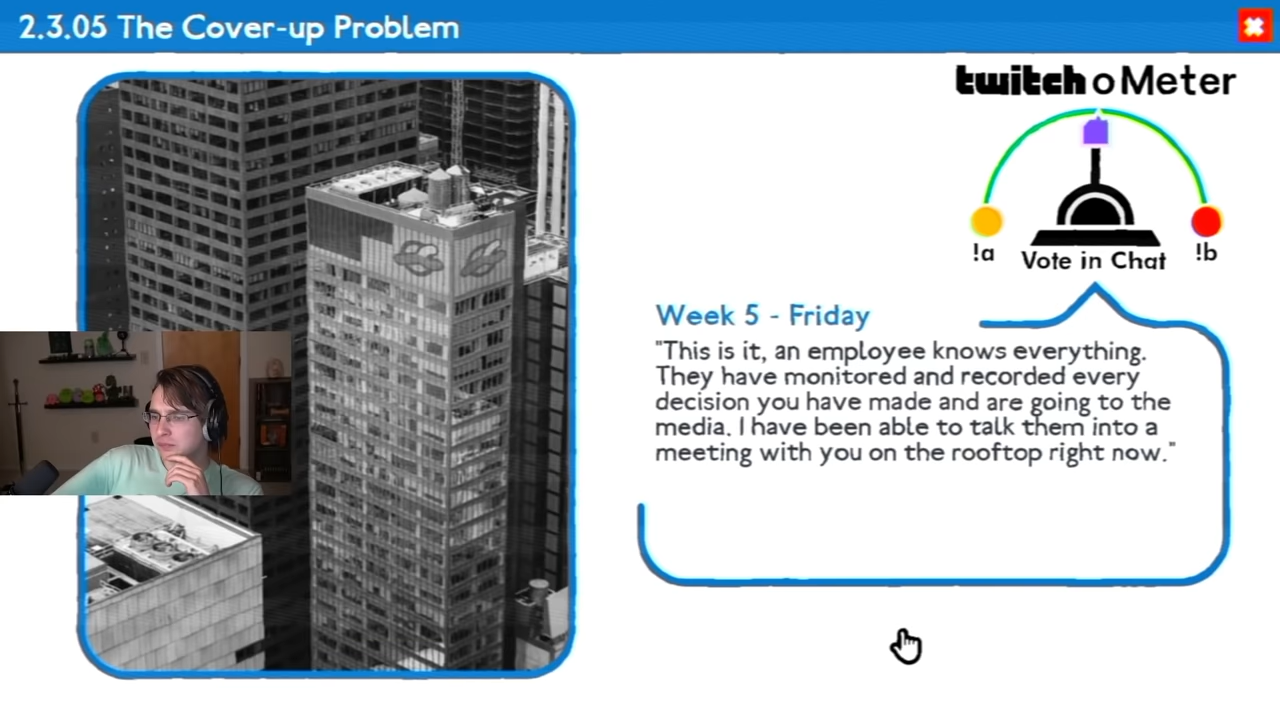 2.3.05 The Cover-up Problem
twitchoMeter
!a
Vote in Chat
!b
Week 5 - Friday
"This is it, an employee knows everything.
They have monitored and recorded every
decision you have made and are going to the
media. I have been able to talk them into a
meeting with you on the rooftop right now."